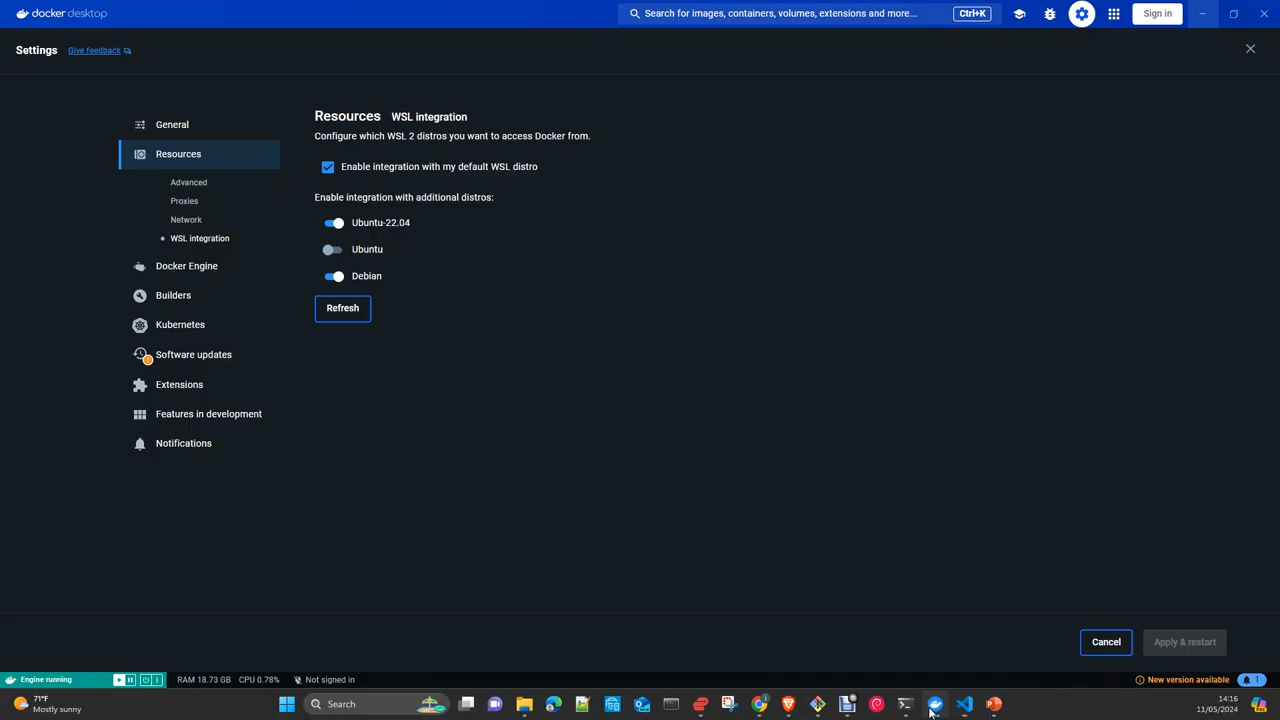 docker desktop
Search for images, containers, volumes, extensions and more...
Ctrl+K
Sign in
Settings
Give feedback
General
Resources
Advanced
Proxies
Network
WSL integration
Docker Engine
Builders
Kubernetes
Software updates
Extensions
Features in development
Notifications
Resources WSL integration
Configure which WSL 2 distros you want to access Docker from.
Enable integration with my default WSL distro
Enable integration with additional distros:
Ubuntu-22.04
Ubuntu
Debian
Refresh
Cancel
Apply & restart
Engine running
RAM 18.73 GB CPU 0.78%
Not signed in
New version available
1
71°F
Mostly sunny
Search
14:16
11/05/2024